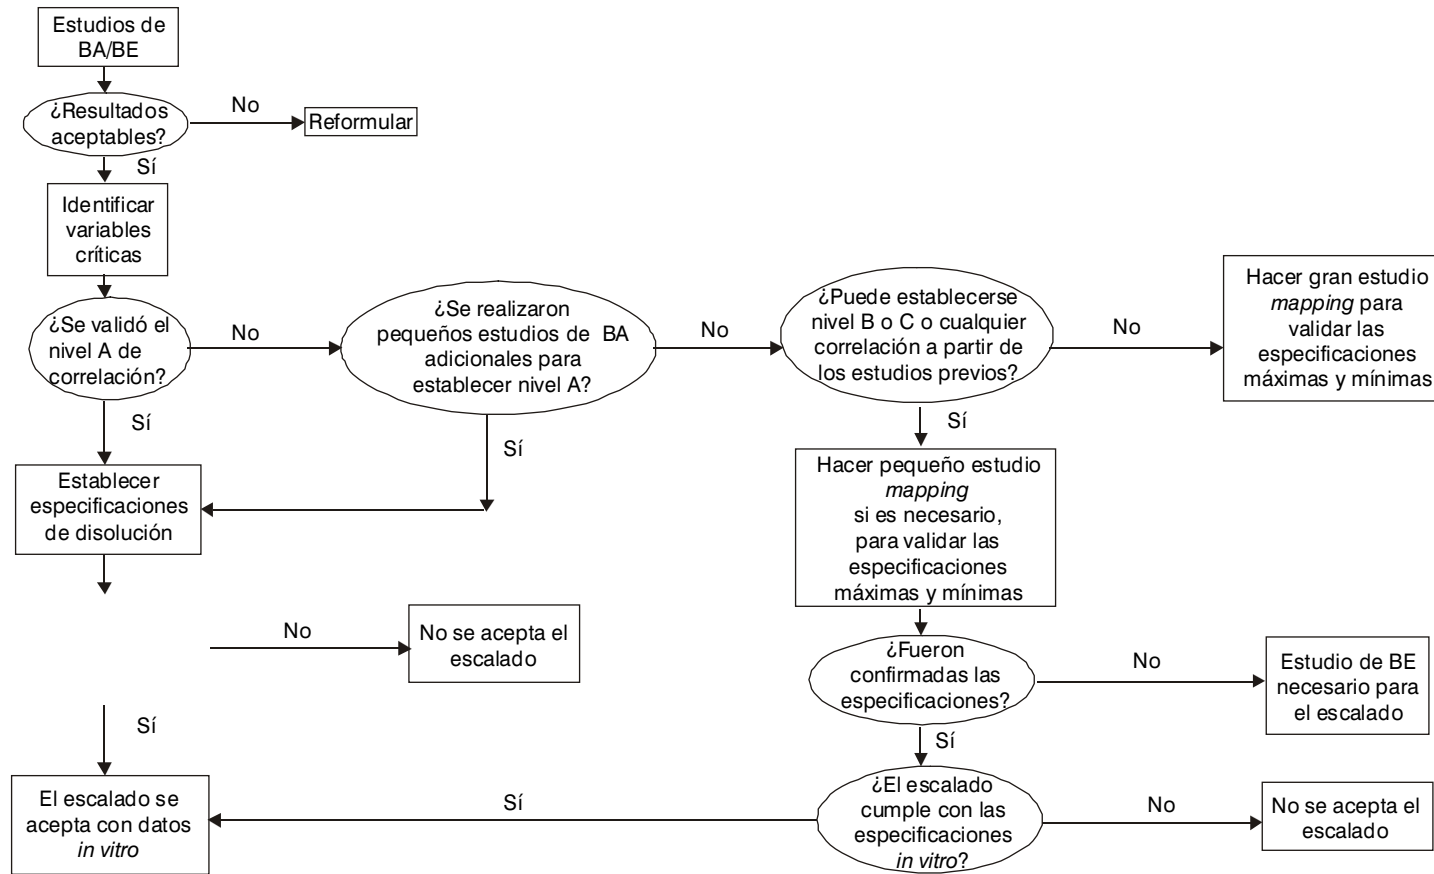 Estudios de
BA/BE
¿Resultados
aceptables?
No
Reformular
Sí
Identificar
variables
críticas
¿Se validó el
nivel A de
correlación?
No
¿Se realizaron
pequeños estudios de BA
adicionales para
establecer nivel A?
No
¿Puede establecerse
nivel B o C o cualquier
correlación a partir de
los estudios previos?
No
Hacer gran estudio
mapping para
validar las
especificaciones
máximas y mínimas
Sí
Sí
Sí
Establecer
especificaciones
de disolución
Hacer pequeño estudio
mapping
si es necesario,
para validar las
especificaciones
máximas y mínimas
No
No se acepta el
escalado
¿Fueron
confirmadas las
especificaciones?
No
Estudio de BE
necesario para
el escalado
Sí
Sí
El escalado se
acepta con datos
in vitro
Sí
¿El escalado
cumple con las
especificaciones
in vitro?
No
No se acepta el
escalado